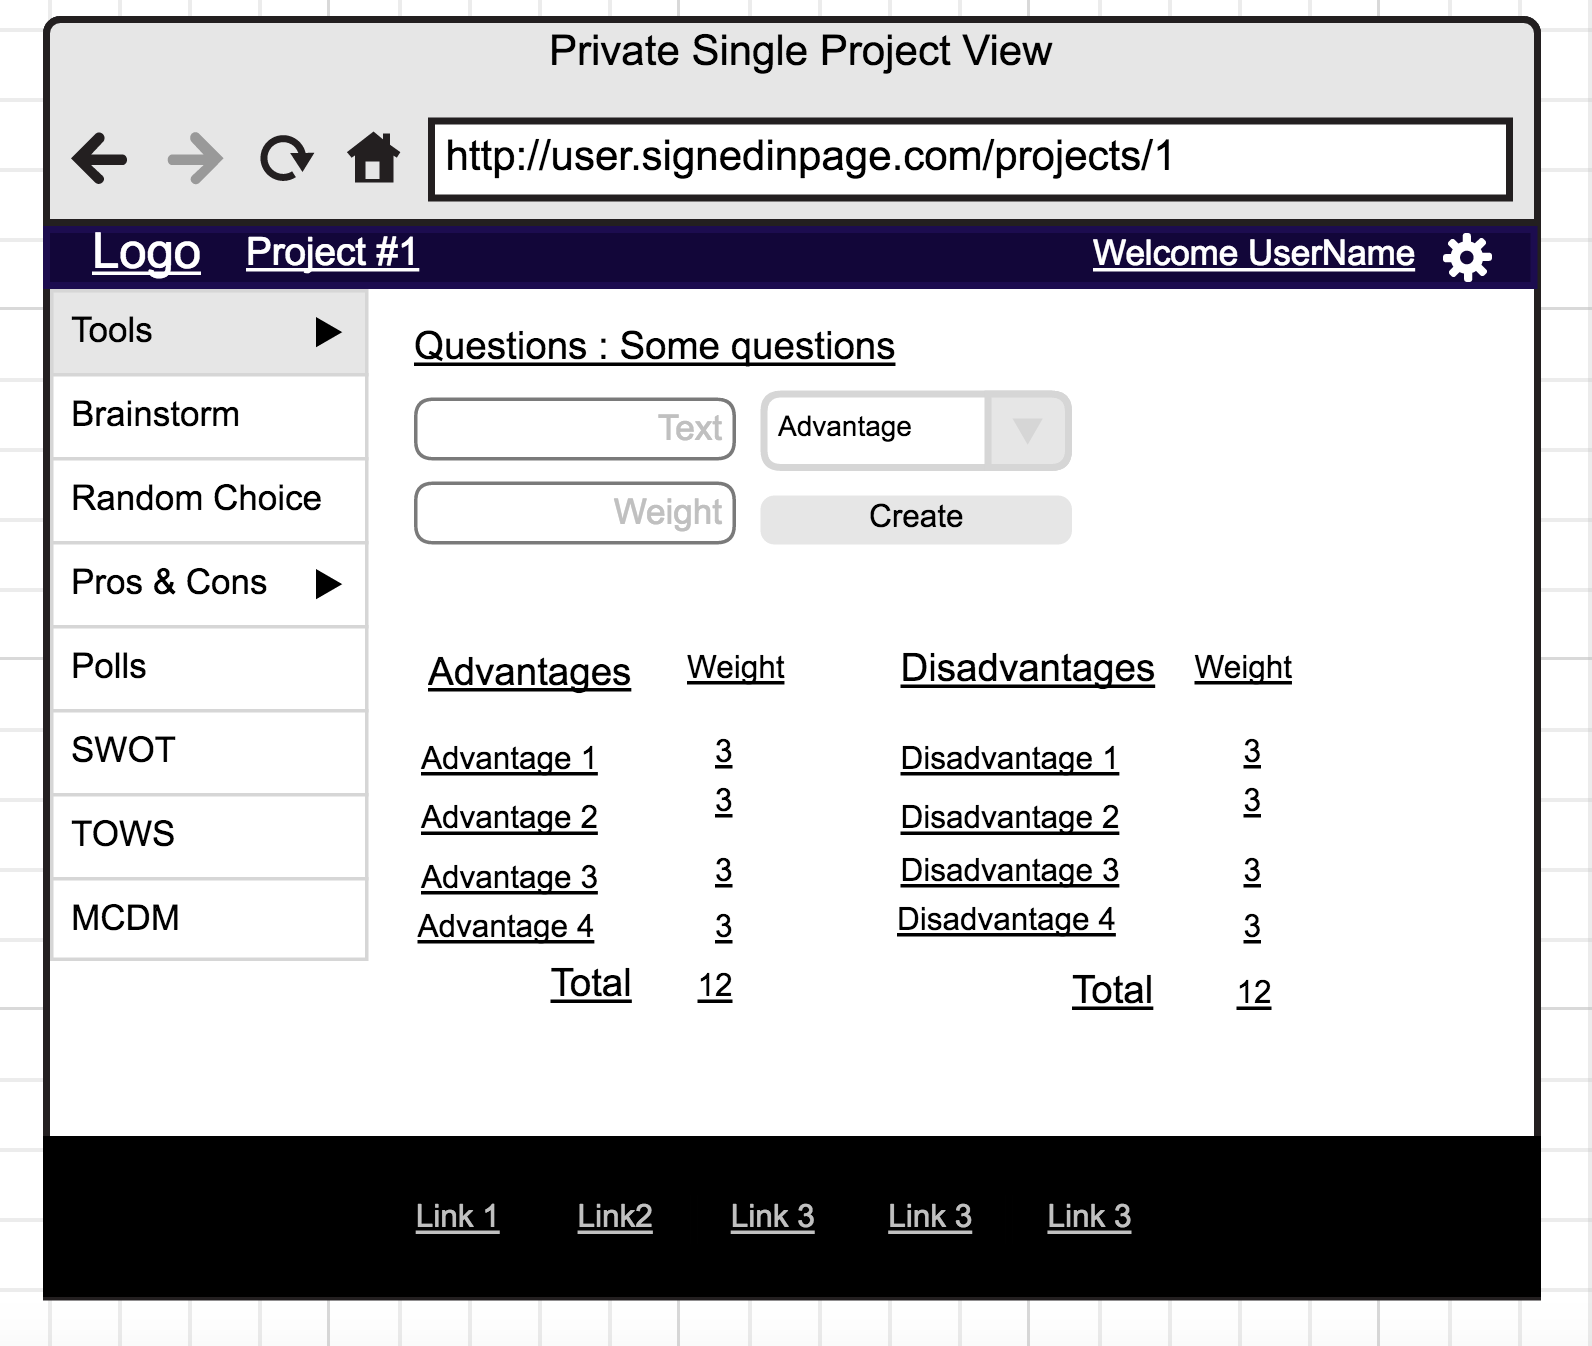 Private Single Project View
http://user.signedinpage.com/projects/1
Logo Project #1 Welcome UserName
Tools
Brainstorm
Random Choice
Pros & Cons
Polls
SWOT
TOWS
MCDM
Questions : Some questions
Text Advantage
Weight Create
Advantages Weight Disadvantages Weight
Advantage 1 3 Disadvantage 1 3
Advantage 2 3 Disadvantage 2 3
Advantage 3 3 Disadvantage 3 3
Advantage 4 3 Disadvantage 4 3
Total 12 Total 12
Link 1 Link2 Link 3 Link 3 Link 3